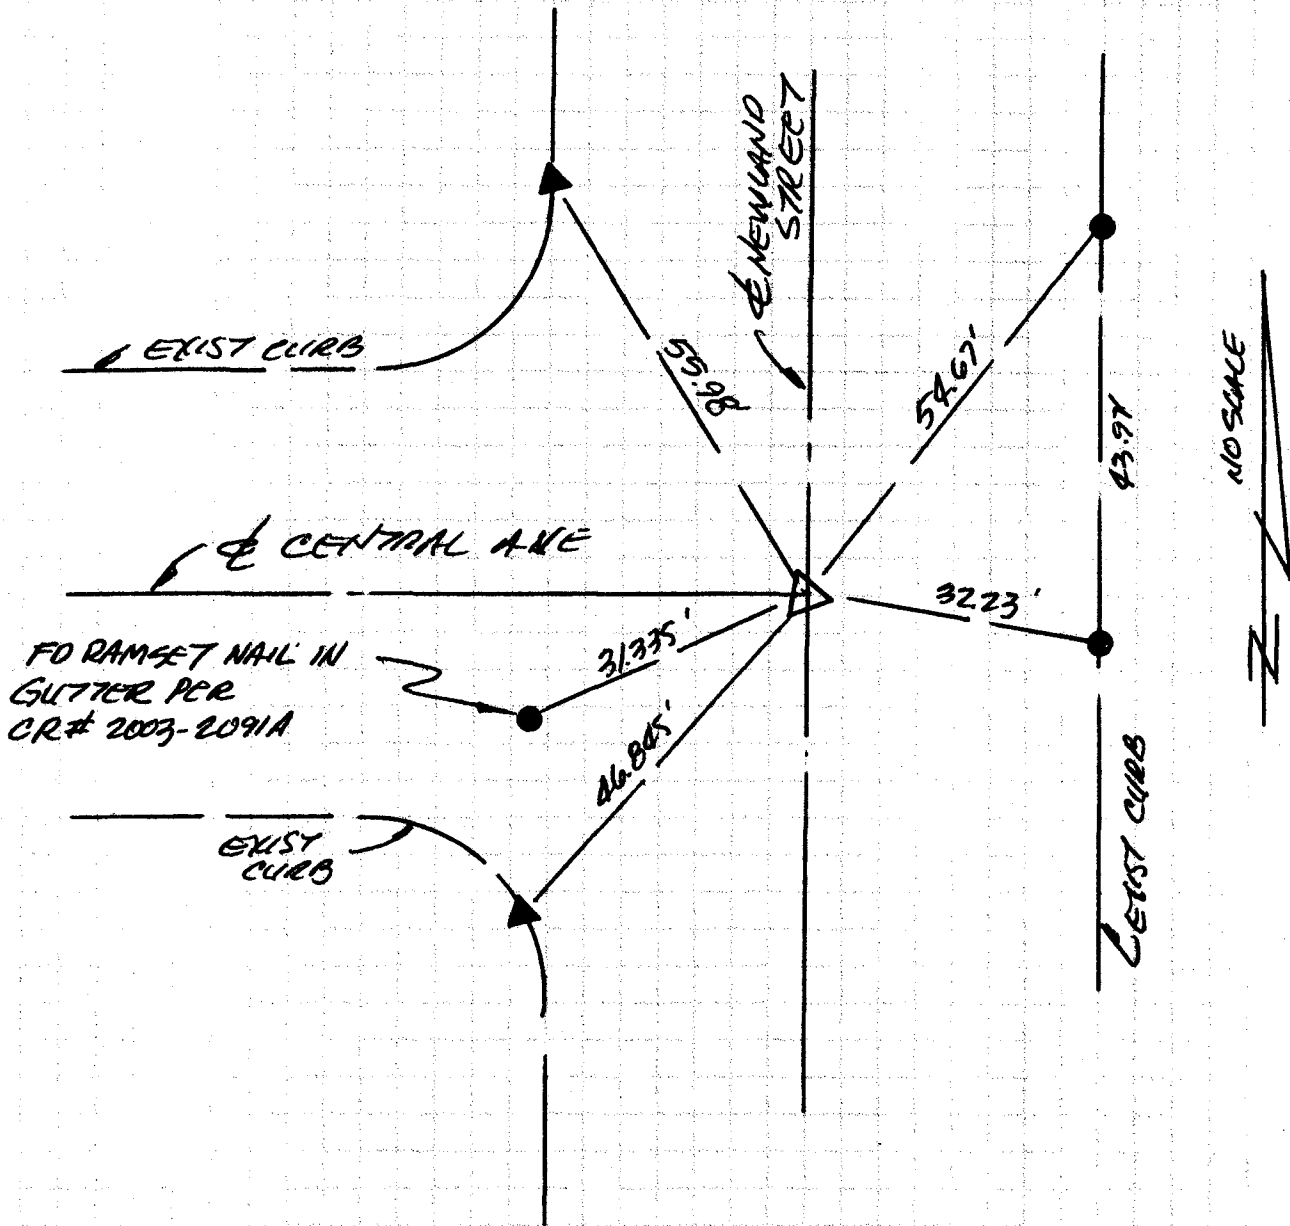 ℄ NEWLAND
STREET
EXIST CURB
55.98
54.67'
43.97
NO SCALE
℄ CENTRAL AVE
32.23'
31.335'
FD RAMSET NAIL IN
GUTTER PER
CR# 2003-2091A
46.845'
EXIST
CURB
EXIST CURB
N